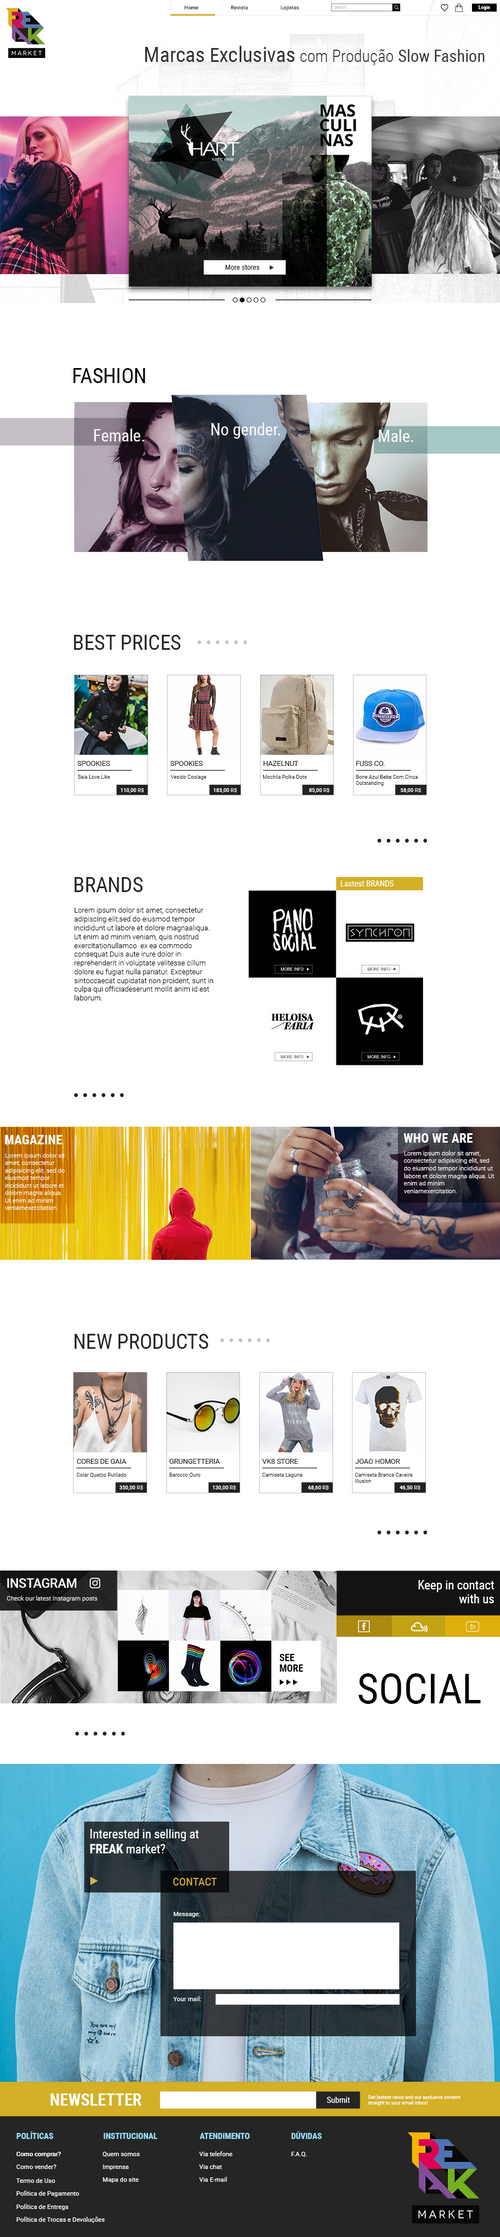 FREAK
MARKET
Home
Revista
Lojistas
Search...
Login
Marcas Exclusivas com Produção Slow Fashion
HART
rustic wear
MAS
CULI
NAS
More stores
FASHION
Female.
No gender.
Male.
BEST PRICES
SPOOKIES
Saia Love Like
110,00 R$
SPOOKIES
Vesido Coolage
185,00 R$
HAZELNUT
Mochila Polka Dots
85,00 R$
FUSS CO.
Bone Azul Bebe Com Cinza
Outstanding
58,00 R$
BRANDS
Lorem ipsum dolor sit amet, consectetur
adipiscing elit,sed do eiusmod tempor
incididunt ut labore et dolore magnaaliqua.
Ut enim ad minim veniam, quis nostrud
exercitationullamco ex ea commodo
consequat.Duis aute irure dolor in
reprehenderit in voluptate velitesse cillum
dolore eu fugiat nulla pariatur. Excepteur
sintoccaecat cupidatat non proident, sunt in
culpa qui officiadeserunt mollit anim id est
laborum.
Lastest BRANDS
PANO
SOCIAL
MORE INFO
SYNCHRON
HELOISA
/FARIA
MORE INFO
MORE INFO
MAGAZINE
Lorem ipsum dolor sit
amet, consectetur
adipisicing elit, sed do
eiusmod tempor
incididunt ut labore et
dolore magna aliqua.
Ut enim ad minim
veniamexercitation.
WHO WE ARE
Lorem ipsum dolor sit amet,
consectetur adipisicing elit, sed
do eiusmod tempor incididunt ut
labore et dolore magna aliqua. Ut
enim ad minim
veniamexercitation.
NEW PRODUCTS
CORES DE GAIA
Colar Quatzo Rutilado
350,00 R$
GRUNGETTERIA
Barocco Ouro
130,00 R$
VK8 STORE
Camiseta Laguna
68,60 R$
JOAO HOMOR
Camiseta Branca Caveira
Illusion
46,50 R$
INSTAGRAM
Check our latest Instagram posts
SEE
MORE
Keep in contact
with us
SOCIAL
Interested in selling at
FREAK market?
CONTACT
Message:
Your mail:
NEWSLETTER
Submit
Get lastest news and our exclusive content
straight to your email inbox!
POLÍTICAS
Como comprar?
Como vender?
Termo de Uso
Política de Pagamento
Política de Entrega
Política de Trocas e Devoluções
INSTITUCIONAL
Quem somos
Imprensa
Mapa do site
ATENDIMENTO
Via telefone
Via chat
Via E-mail
DÚVIDAS
F.A.Q.
FREAK
MARKET